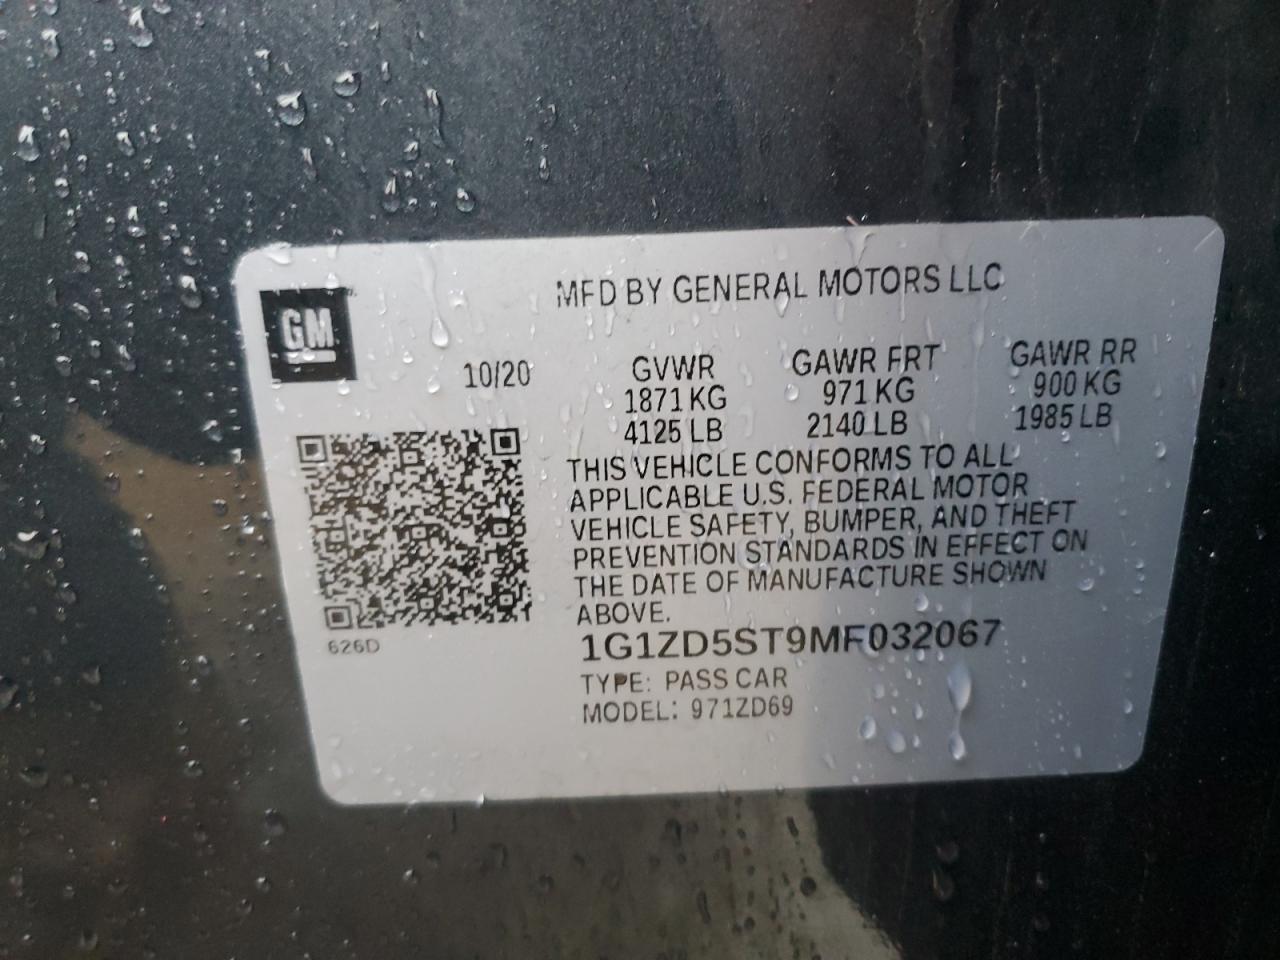 MFD BY GENERAL MOTORS LLC
GM
10/20 GVWR GAWR FRT GAWR RR
1871 KG 971 KG 900 KG
4125 LB 2140 LB 1985 LB
THIS VEHICLE CONFORMS TO ALL
APPLICABLE U.S. FEDERAL MOTOR
VEHICLE SAFETY, BUMPER, AND THEFT
PREVENTION STANDARDS IN EFFECT ON
THE DATE OF MANUFACTURE SHOWN
ABOVE.
626D
1G1ZD5ST9MF032067
TYPE: PASS CAR
MODEL: 971ZD69